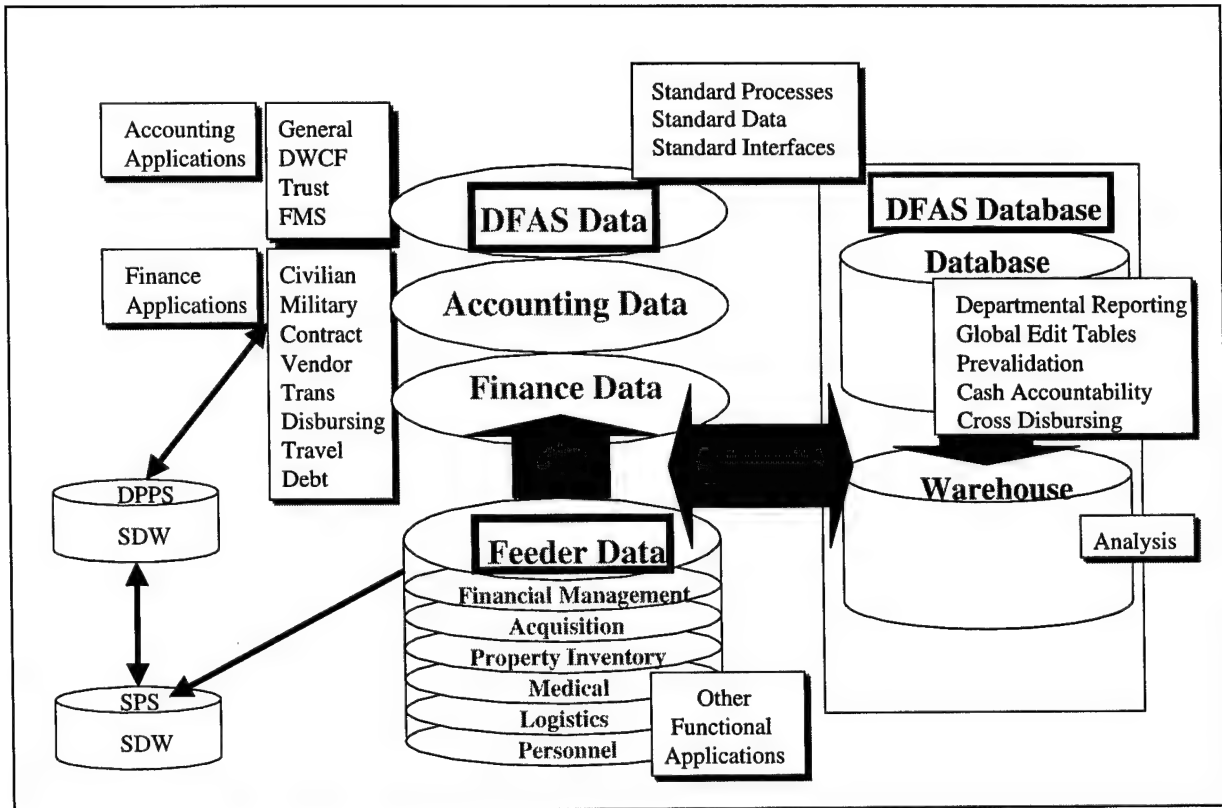 Standard Processes
Standard Data
Standard Interfaces
Accounting
Applications
General
DWCF
Trust
FMS
DFAS Data
DFAS Database
Database
Finance
Applications
Civilian
Military
Contract
Vendor
Trans
Disbursing
Travel
Debt
Accounting Data
Finance Data
Departmental Reporting
Global Edit Tables
Prevalidation
Cash Accountability
Cross Disbursing
Warehouse
Analysis
DPPS
SDW
Feeder Data
Financial Management
Acquisition
Property Inventory
Medical
Logistics
Personnel
SPS
SDW
Other
Functional
Applications